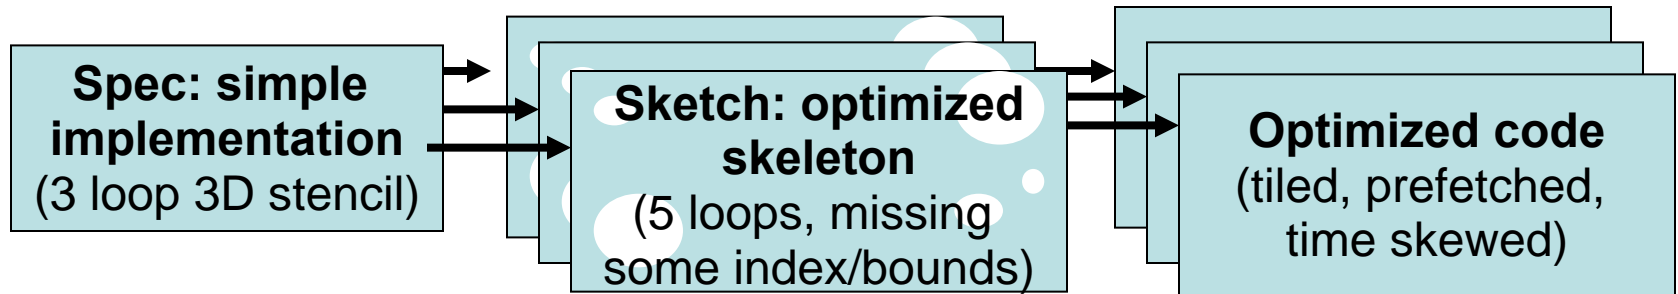 Spec: simple
implementation
(3 loop 3D stencil)
Sketch: optimized
skeleton
(5 loops, missing
some index/bounds)
Optimized code
(tiled, prefetched,
time skewed)